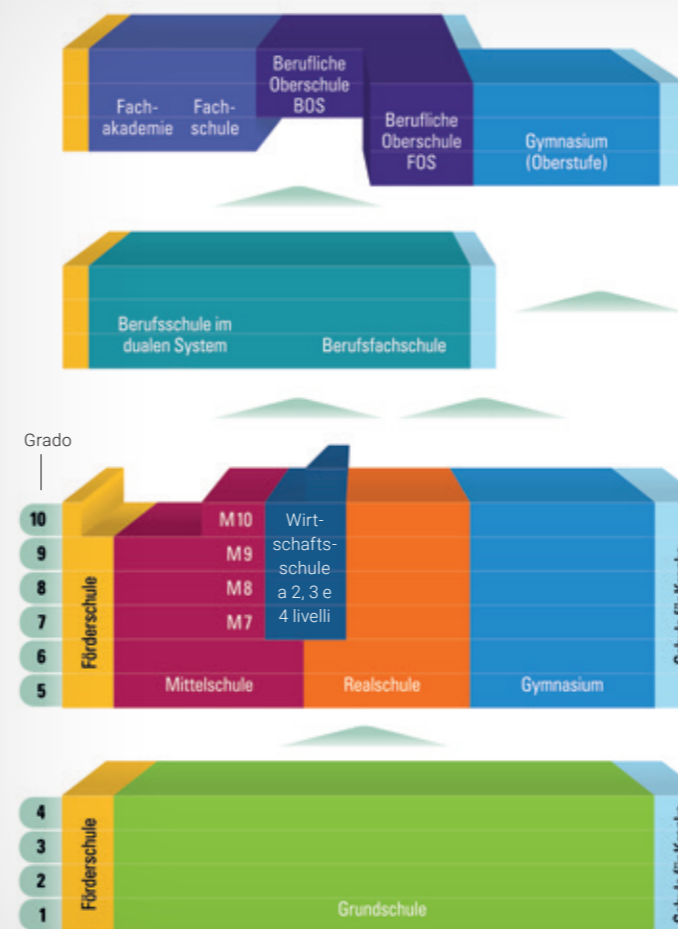 Berufliche
Oberschule
BOS
Fach-
akademie
Fach-
schule
Berufliche
Oberschule
FOS
Gymnasium
(Oberstufe)
Berufsschule im
dualen System
Berufsfachschule
Grado
10
9
8
7
6
5
Förderschule
M10
M9
M8
M7
Wirt-
schafts-
schule
a 2, 3 e
4 livelli
Mittelschule
Realschule
Gymnasium
4
3
2
1
Förderschule
Grundschule